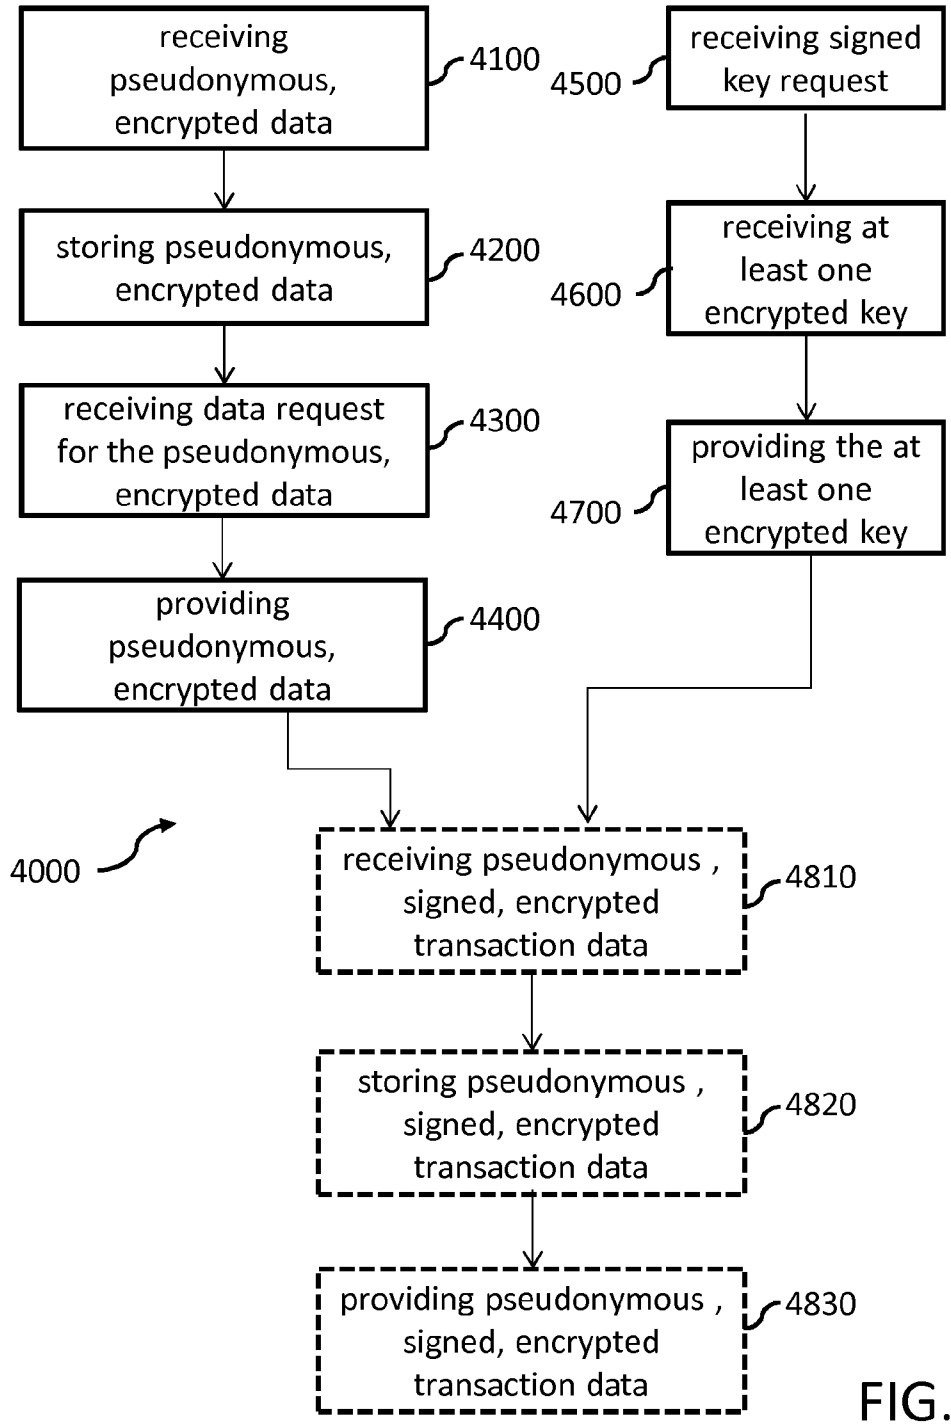 receiving
pseudonymous,
encrypted data
4100
storing pseudonymous,
encrypted data
4200
receiving data request
for the pseudonymous,
encrypted data
4300
providing
pseudonymous,
encrypted data
4400
receiving signed
key request
4500
receiving at
least one
encrypted key
4600
providing the at
least one
encrypted key
4700
4000
receiving pseudonymous ,
signed, encrypted
transaction data
4810
storing pseudonymous ,
signed, encrypted
transaction data
4820
providing pseudonymous ,
signed, encrypted
transaction data
4830
FIG.